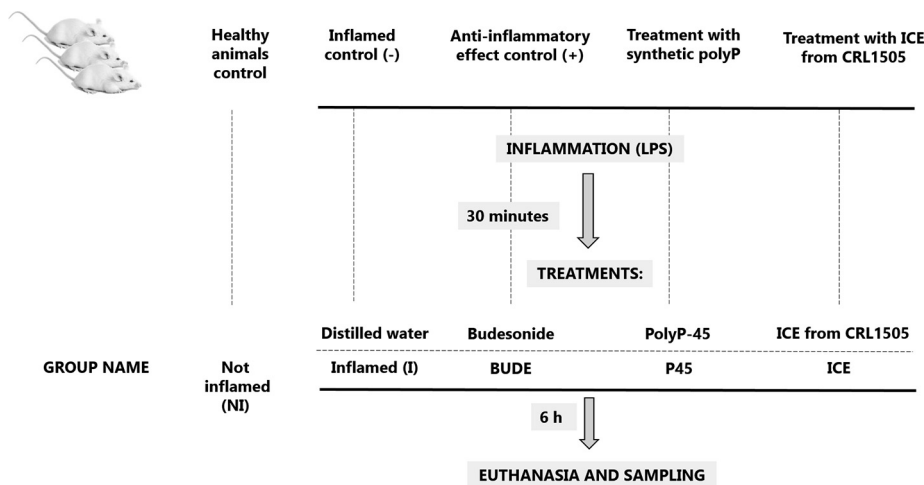 Healthy
animals
control
Inflamed
control (-)
Anti-inflammatory
effect control (+)
Treatment with
synthetic polyP
Treatment with ICE
from CRL1505
INFLAMMATION (LPS)
30 minutes
TREATMENTS:
Distilled water
Budesonide
PolyP-45
ICE from CRL1505
GROUP NAME
Not
inflamed
(NI)
Inflamed (I)
BUDE
P45
ICE
6 h
EUTHANASIA AND SAMPLING